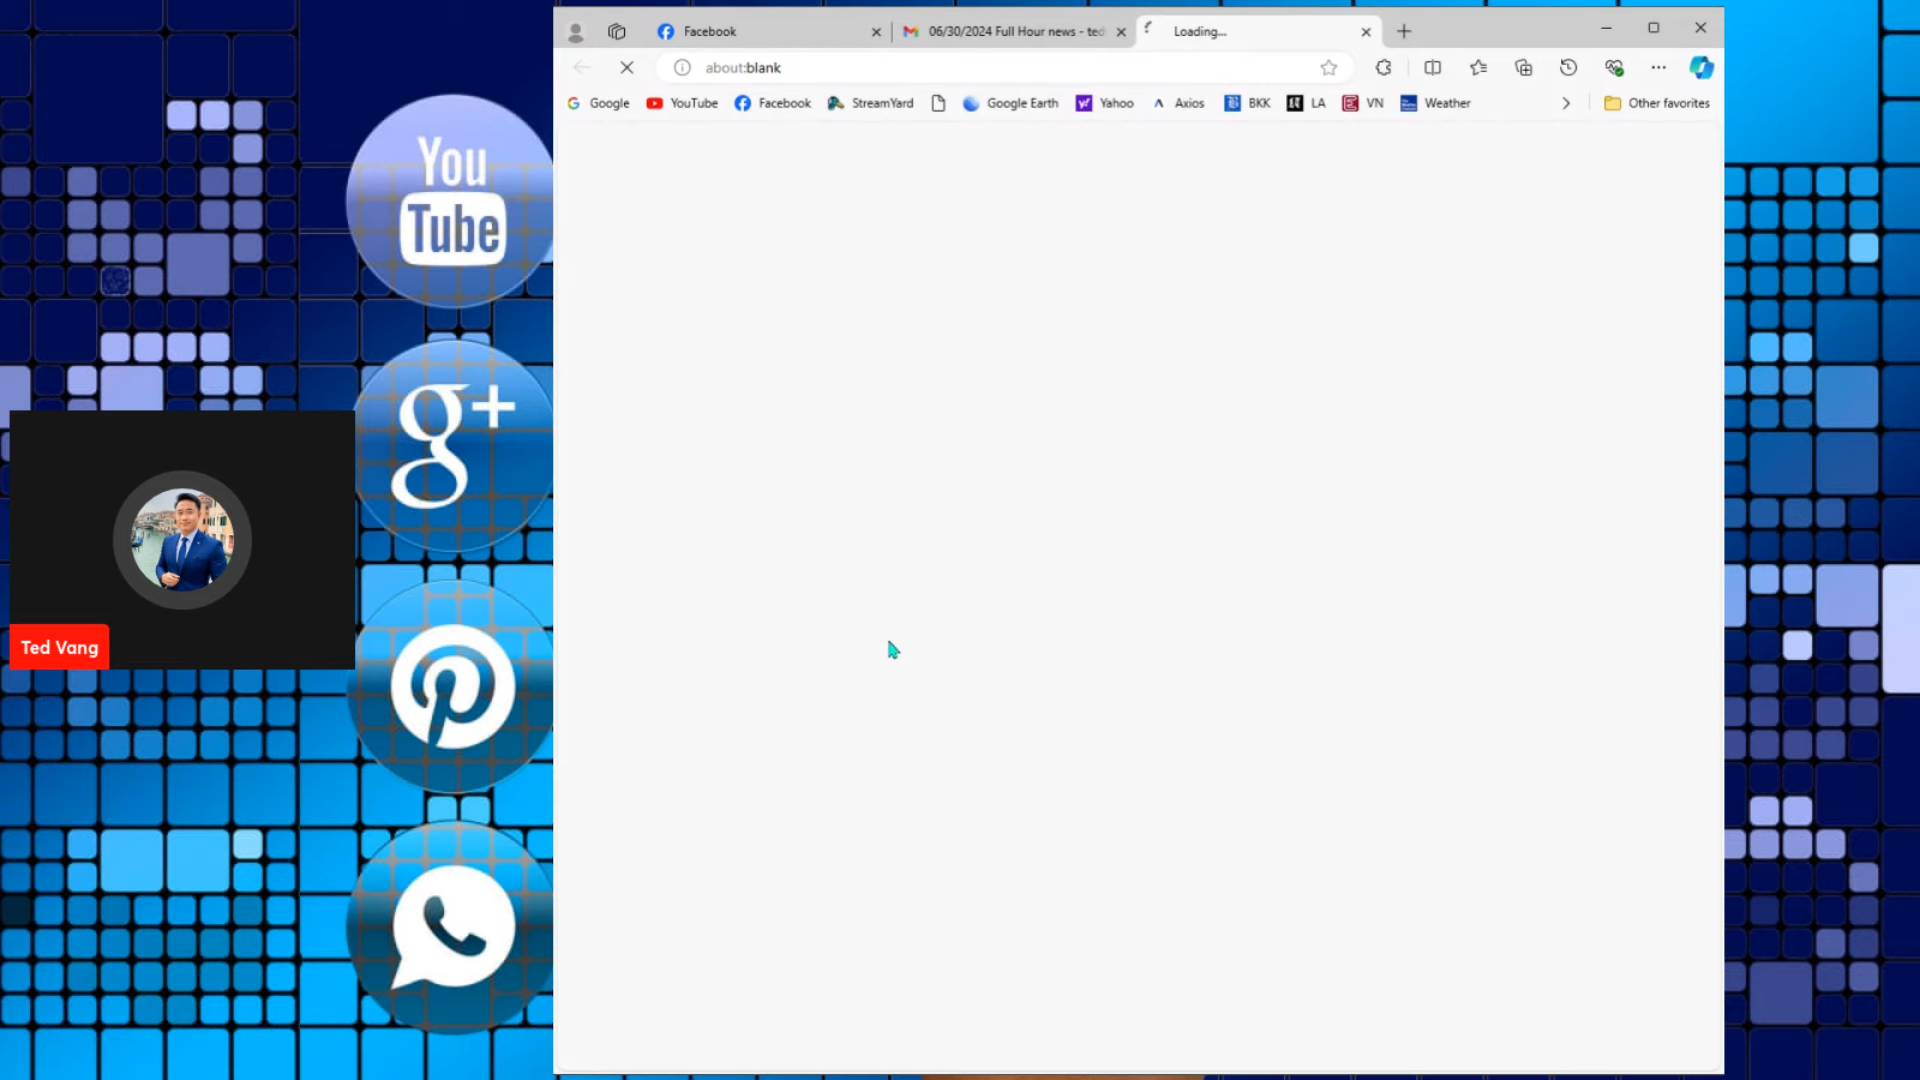 Facebook
06/30/2024 Full Hour news - ted
Loading...
about:blank
Google
YouTube
Facebook
StreamYard
Google Earth
Yahoo
Axios
BKK
LA
VN
Weather
Other favorites
You
Tube
g+
Ted Vang